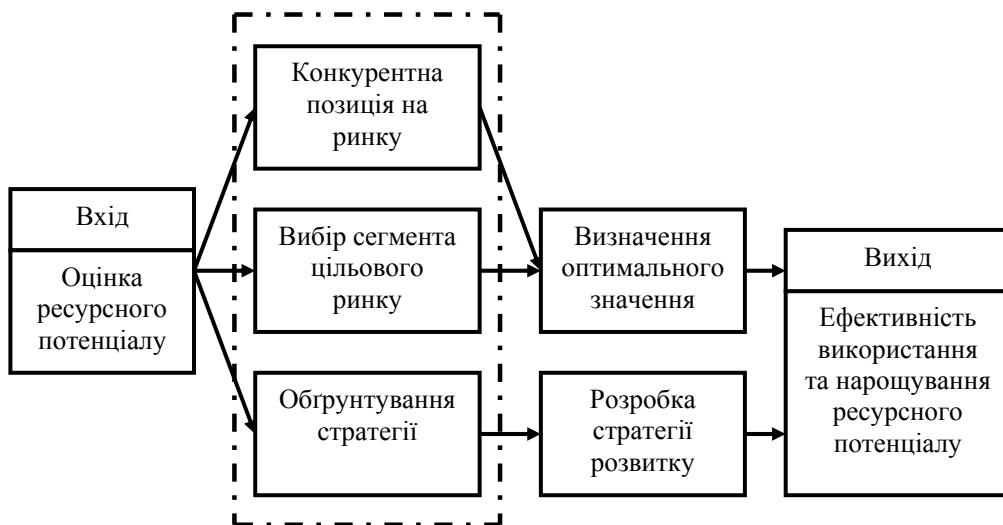 Вхід
Оцінка
ресурсного
потенціалу
Конкурентна
позиція на
ринку
Вибір сегмента
цільового
ринку
Обґрунтування
стратегії
Визначення
оптимального
значення
Розробка
стратегії
розвитку
Вихід
Ефективність
використання
та нарощування
ресурсного
потенціалу